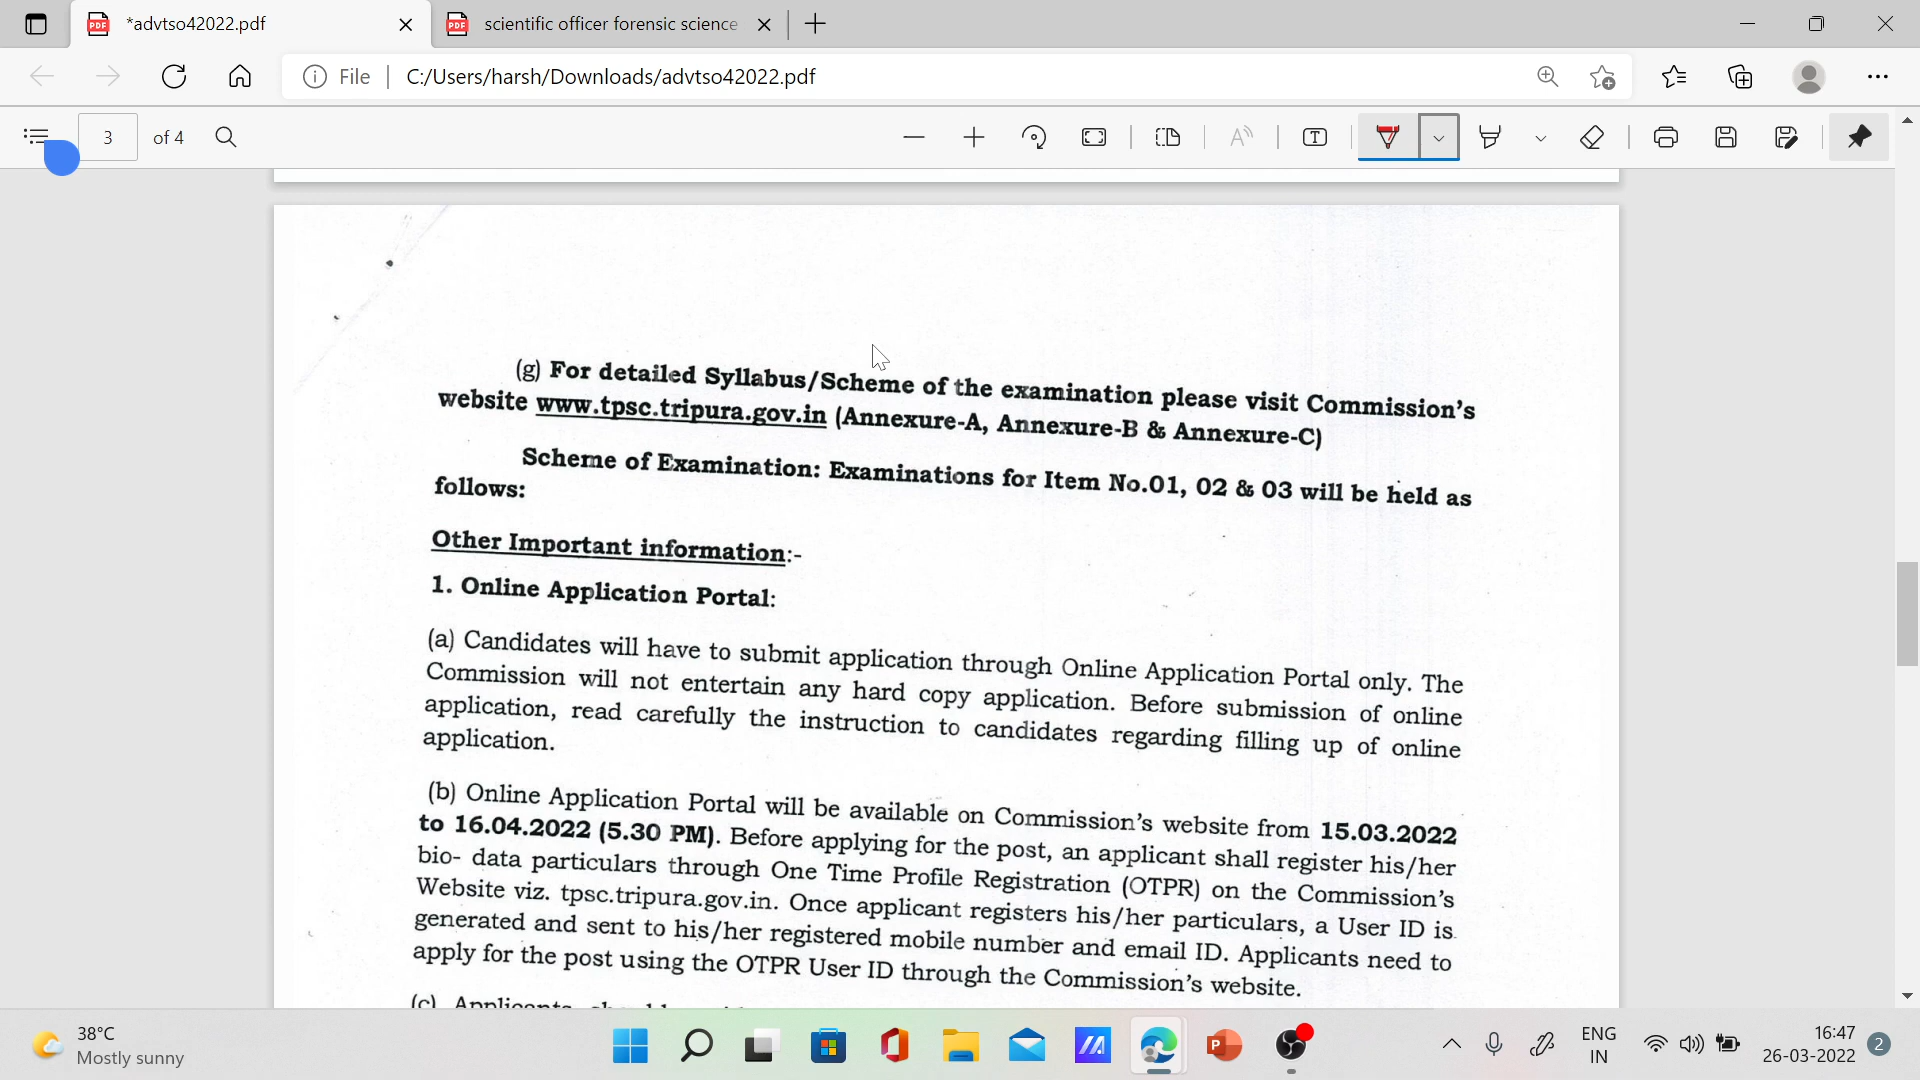 *advtso42022.pdf
scientific officer forensic science
File
C:/Users/harsh/Downloads/advtso42022.pdf
3 of 4
(g) For detailed Syllabus/Scheme of the examination please visit Commission's
website www.tpsc.tripura.gov.in (Annexure-A, Annexure-B & Annexure-C)
Scheme of Examination: Examinations for Item No.01, 02 & 03 will be held as
follows:
Other Important information:-
1. Online Application Portal:
(a) Candidates will have to submit application through Online Application Portal only. The
Commission will not entertain any hard copy application. Before submission of online
application, read carefully the instruction to candidates regarding filling up of online
application.
(b) Online Application Portal will be available on Commission's website from 15.03.2022
to 16.04.2022 (5.30 PM). Before applying for the post, an applicant shall register his/her
bio- data particulars through One Time Profile Registration (OTPR) on the Commission's
Website viz. tpsc.tripura.gov.in. Once applicant registers his/her particulars, a User ID is
generated and sent to his/her registered mobile number and email ID. Applicants need to
apply for the post using the OTPR User ID through the Commission's website.
(c) Applicants
38°C
Mostly sunny
ENG
IN
16:47
26-03-2022
2